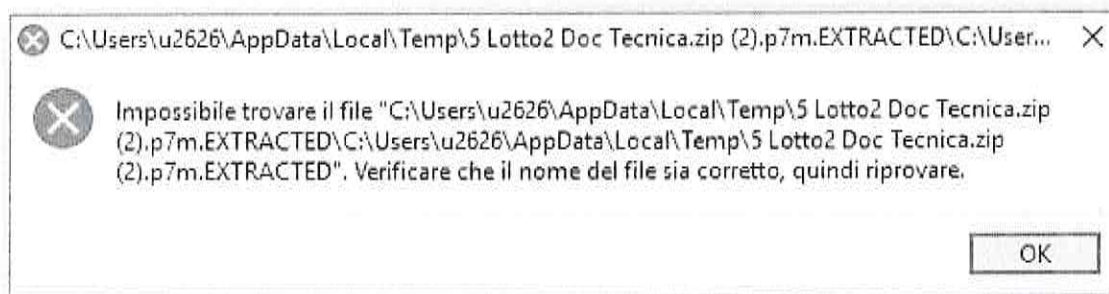 C:\Users\u2626\AppData\Local\Temp\5 Lotto2 Doc Tecnica.zip (2).p7m.EXTRACTED\C:\User...
Impossibile trovare il file "C:\Users\u2626\AppData\Local\Temp\5 Lotto2 Doc Tecnica.zip
(2).p7m.EXTRACTED\C:\Users\u2626\AppData\Local\Temp\5 Lotto2 Doc Tecnica.zip
(2).p7m.EXTRACTED". Verificare che il nome del file sia corretto, quindi riprovare.
OK